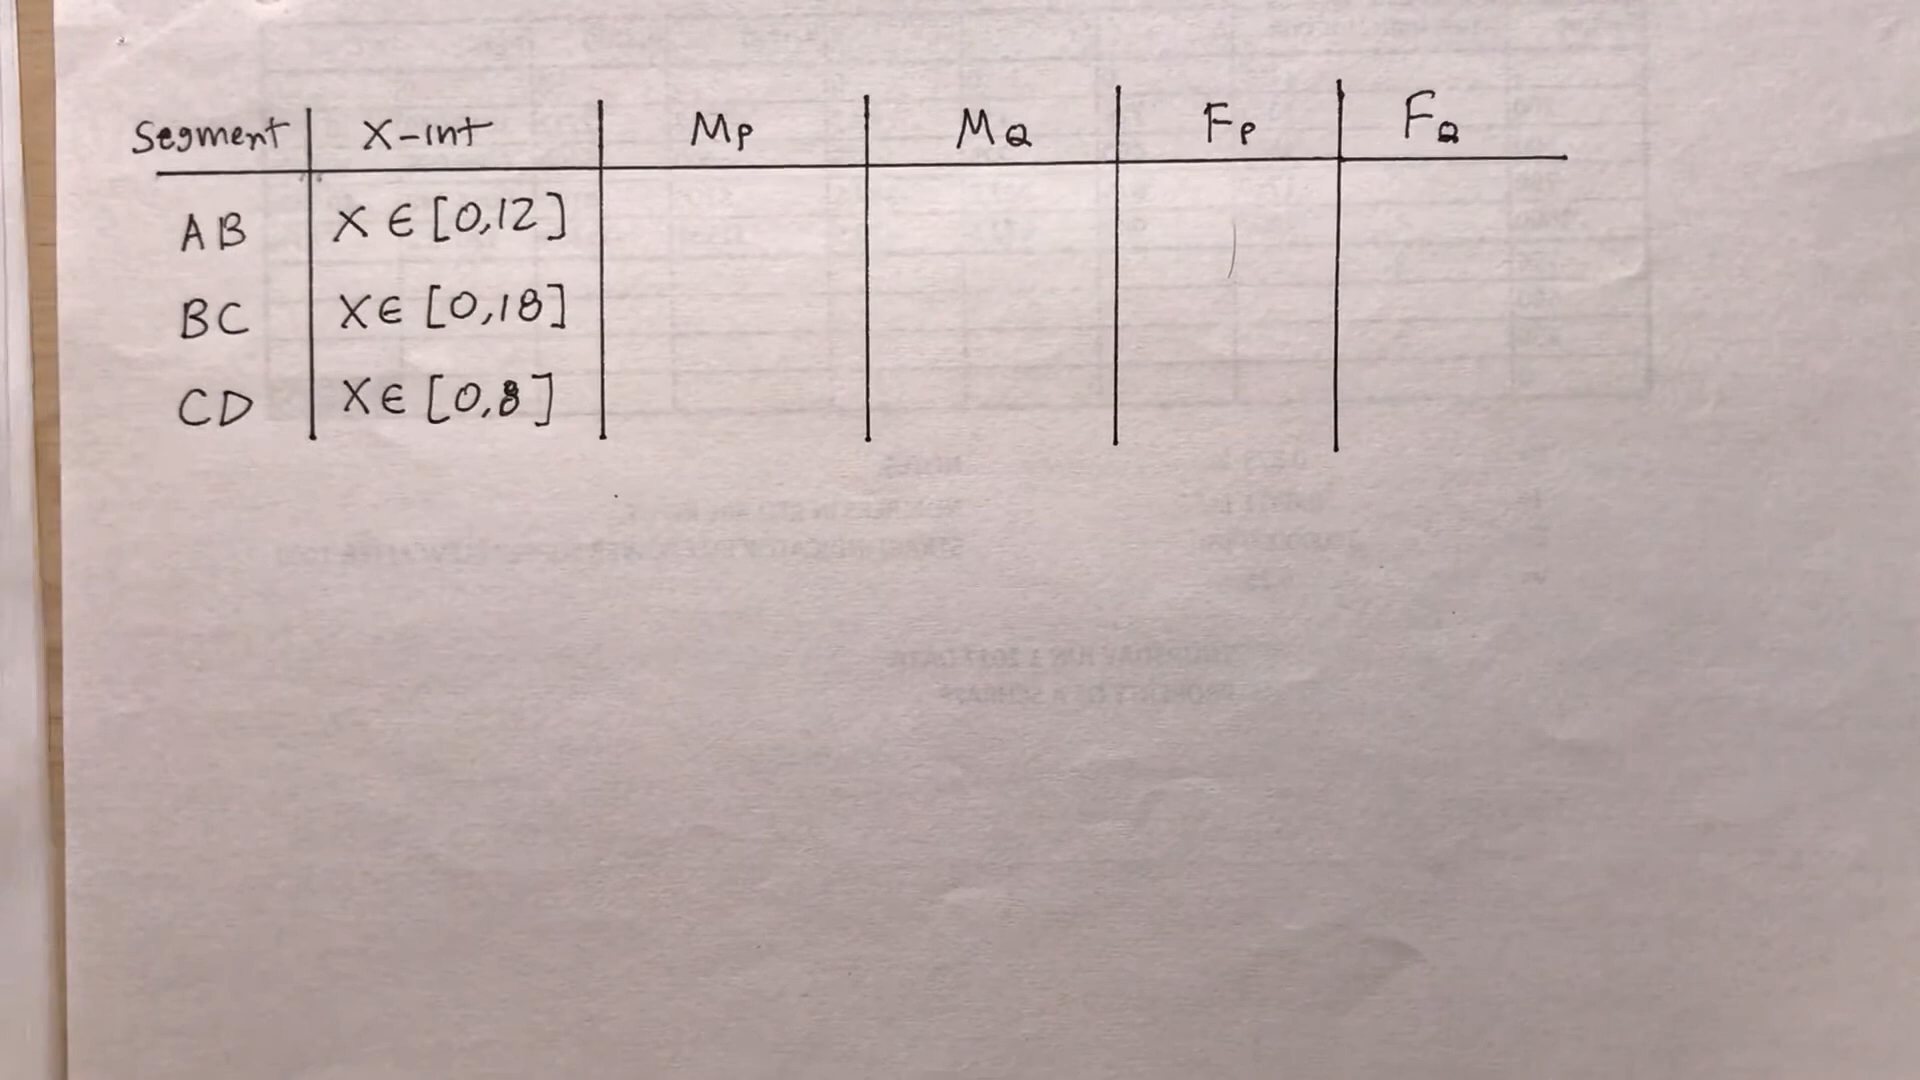 Segment X-int Mp MQ Fp FQ
AB X ∈ [0,12]
BC X ∈ [0,18]
CD X ∈ [0,8]